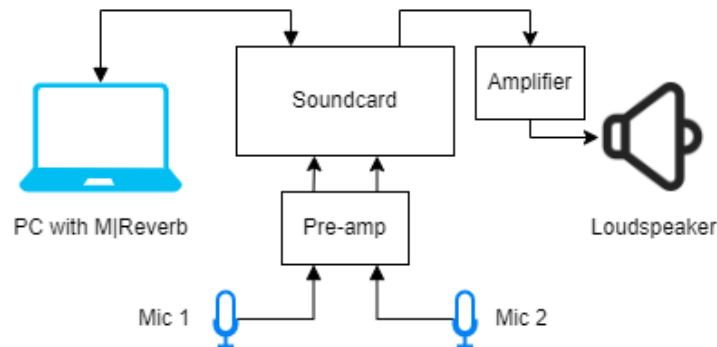 Soundcard
Amplifier
PC with M|Reverb
Pre-amp
Loudspeaker
Mic 1
Mic 2